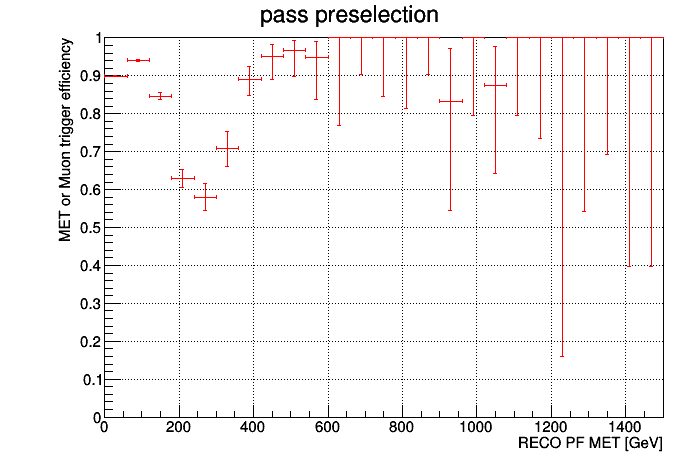 pass preselection
MET or Muon trigger efficiency
1
0.9
0.8
0.7
0.6
0.5
0.4
0.3
0.2
0.1
0
0 200 400 600 800 1000 1200 1400
RECO PF MET [GeV]